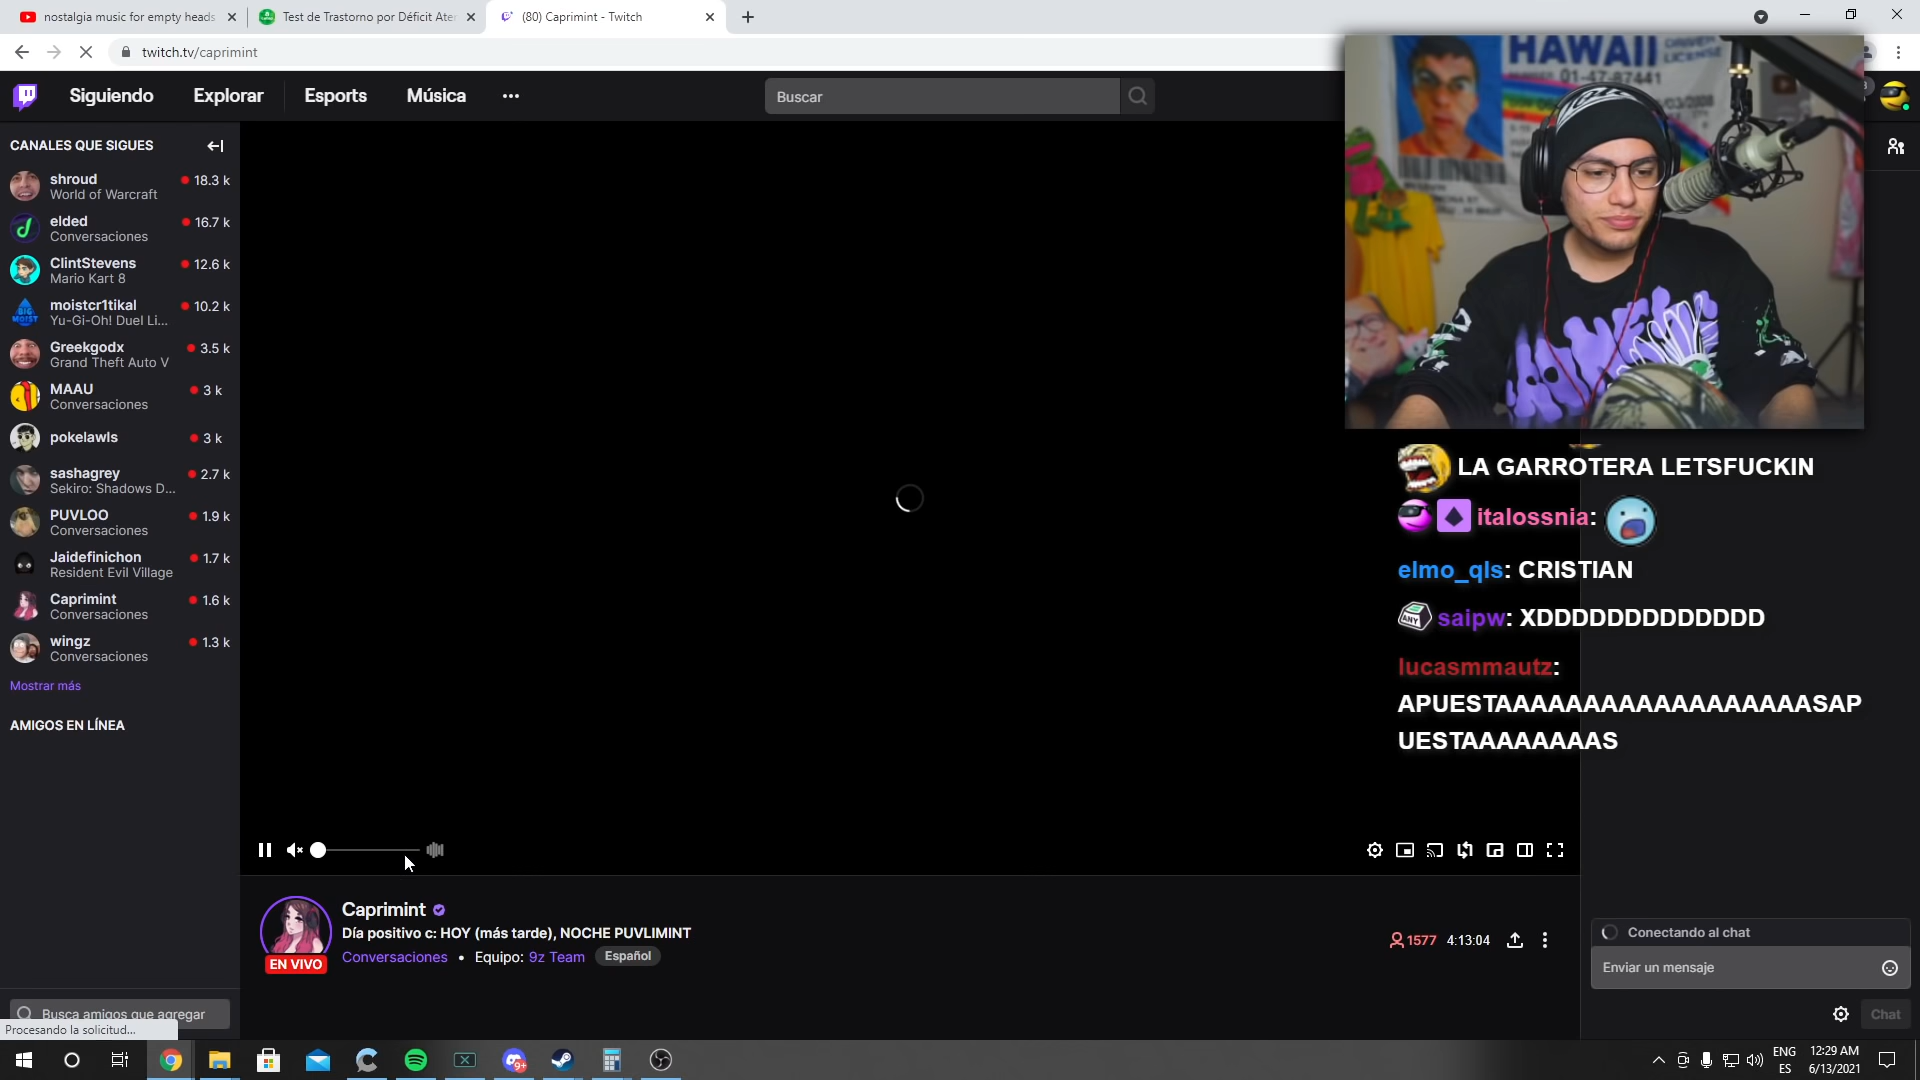 nostalgia music for empty heads
Test de Trastorno por Déficit Aten
(80) Caprimint - Twitch
twitch.tv/caprimint
Siguiendo
Explorar
Esports
Música
Buscar
HAWAII
LICENSE
01-47-87441
CANALES QUE SIGUES
shroud
18.3 k
World of Warcraft
elded
16.7 k
Conversaciones
ClintStevens
12.6 k
Mario Kart 8
moistcr1tikal
10.2 k
Yu-Gi-Oh! Duel Li...
Greekgodx
3.5 k
Grand Theft Auto V
MAAU
3 k
Conversaciones
pokelawls
3 k
sashagrey
2.7 k
Sekiro: Shadows D...
PUVLOO
1.9 k
Conversaciones
Jaidefinichon
1.7 k
Resident Evil Village
Caprimint
1.6 k
Conversaciones
wingz
1.3 k
Conversaciones
Mostrar más
AMIGOS EN LÍNEA
LA GARROTERA LETSFUCKIN
italossnia:
elmo_qls: CRISTIAN
ANY saipw: XDDDDDDDDDDDDD
lucasmmautz:
APUESTAAAAAAAAAAAAAAAAAASAP
UESTAAAAAAAAS
Caprimint
Día positivo c: HOY (más tarde), NOCHE PUVLIMINT
Conversaciones • Equipo: 9z Team Español
EN VIVO
1577 4:13:04
Conectando al chat
Enviar un mensaje
Chat
Busca amigos que agregar
Procesando la solicitud...
9+
ENG
ES
12:29 AM
6/13/2021